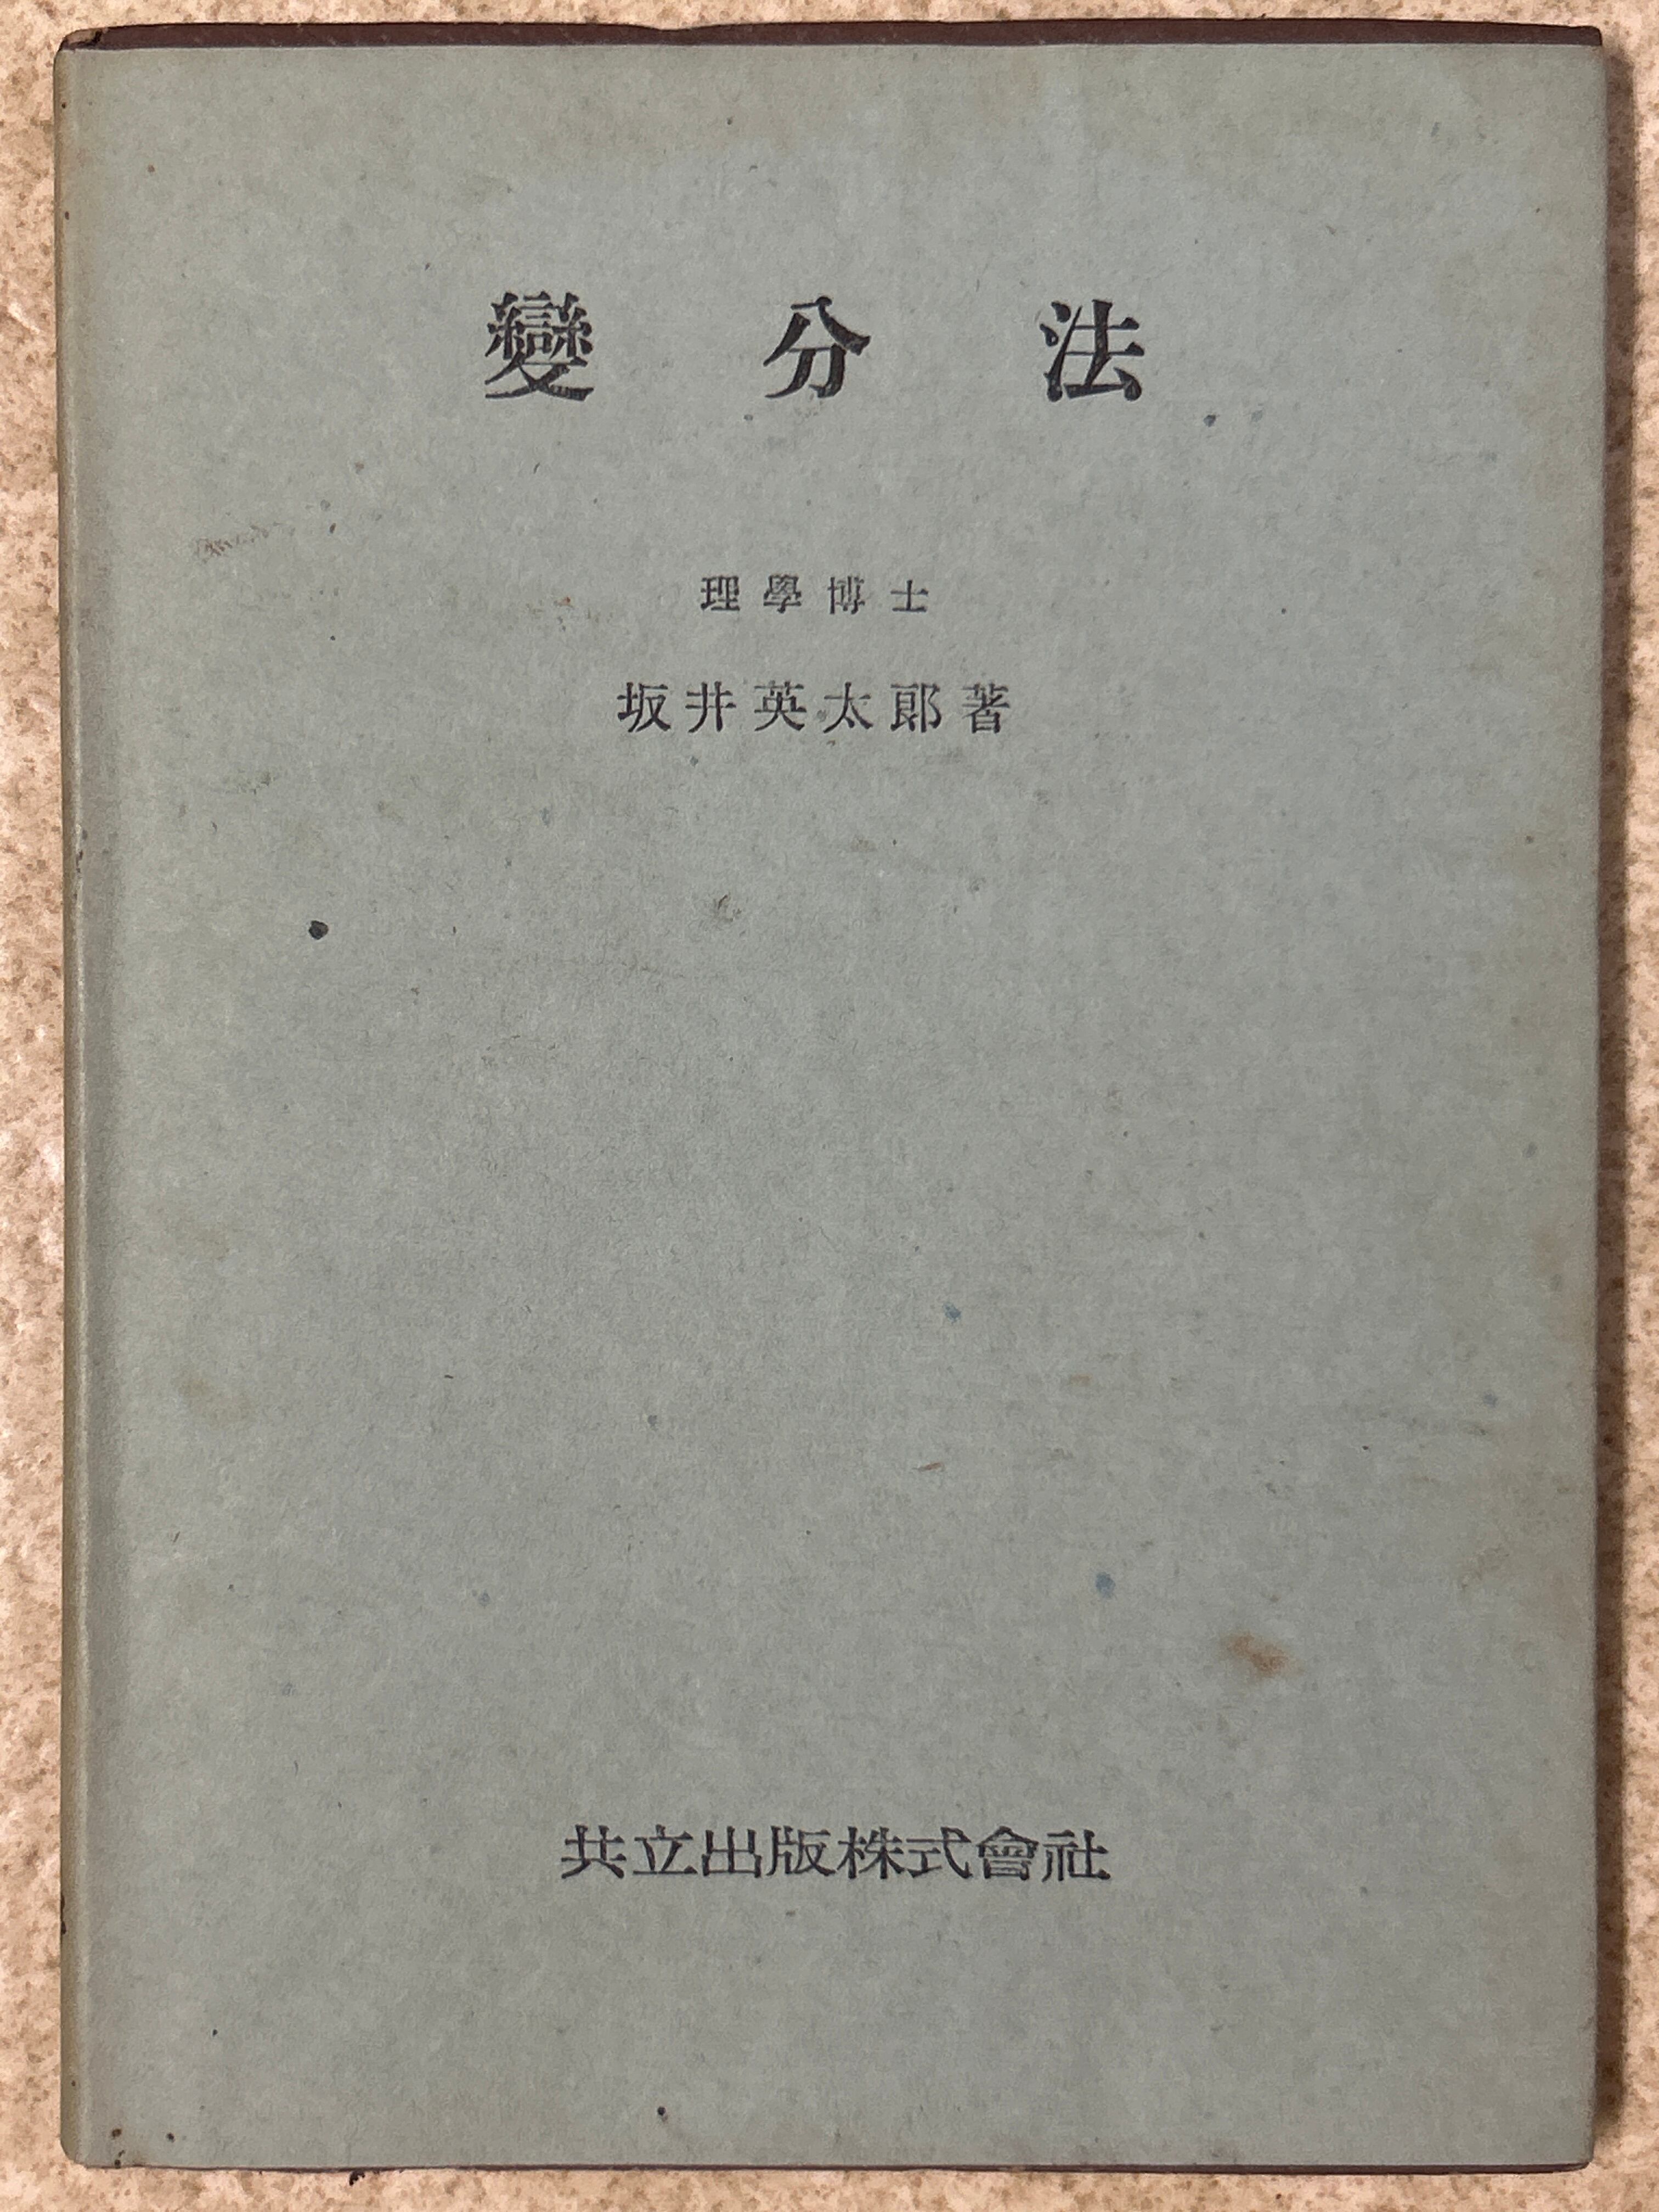 變分法
理學博士
坂井英太郎著
共立出版株式會社